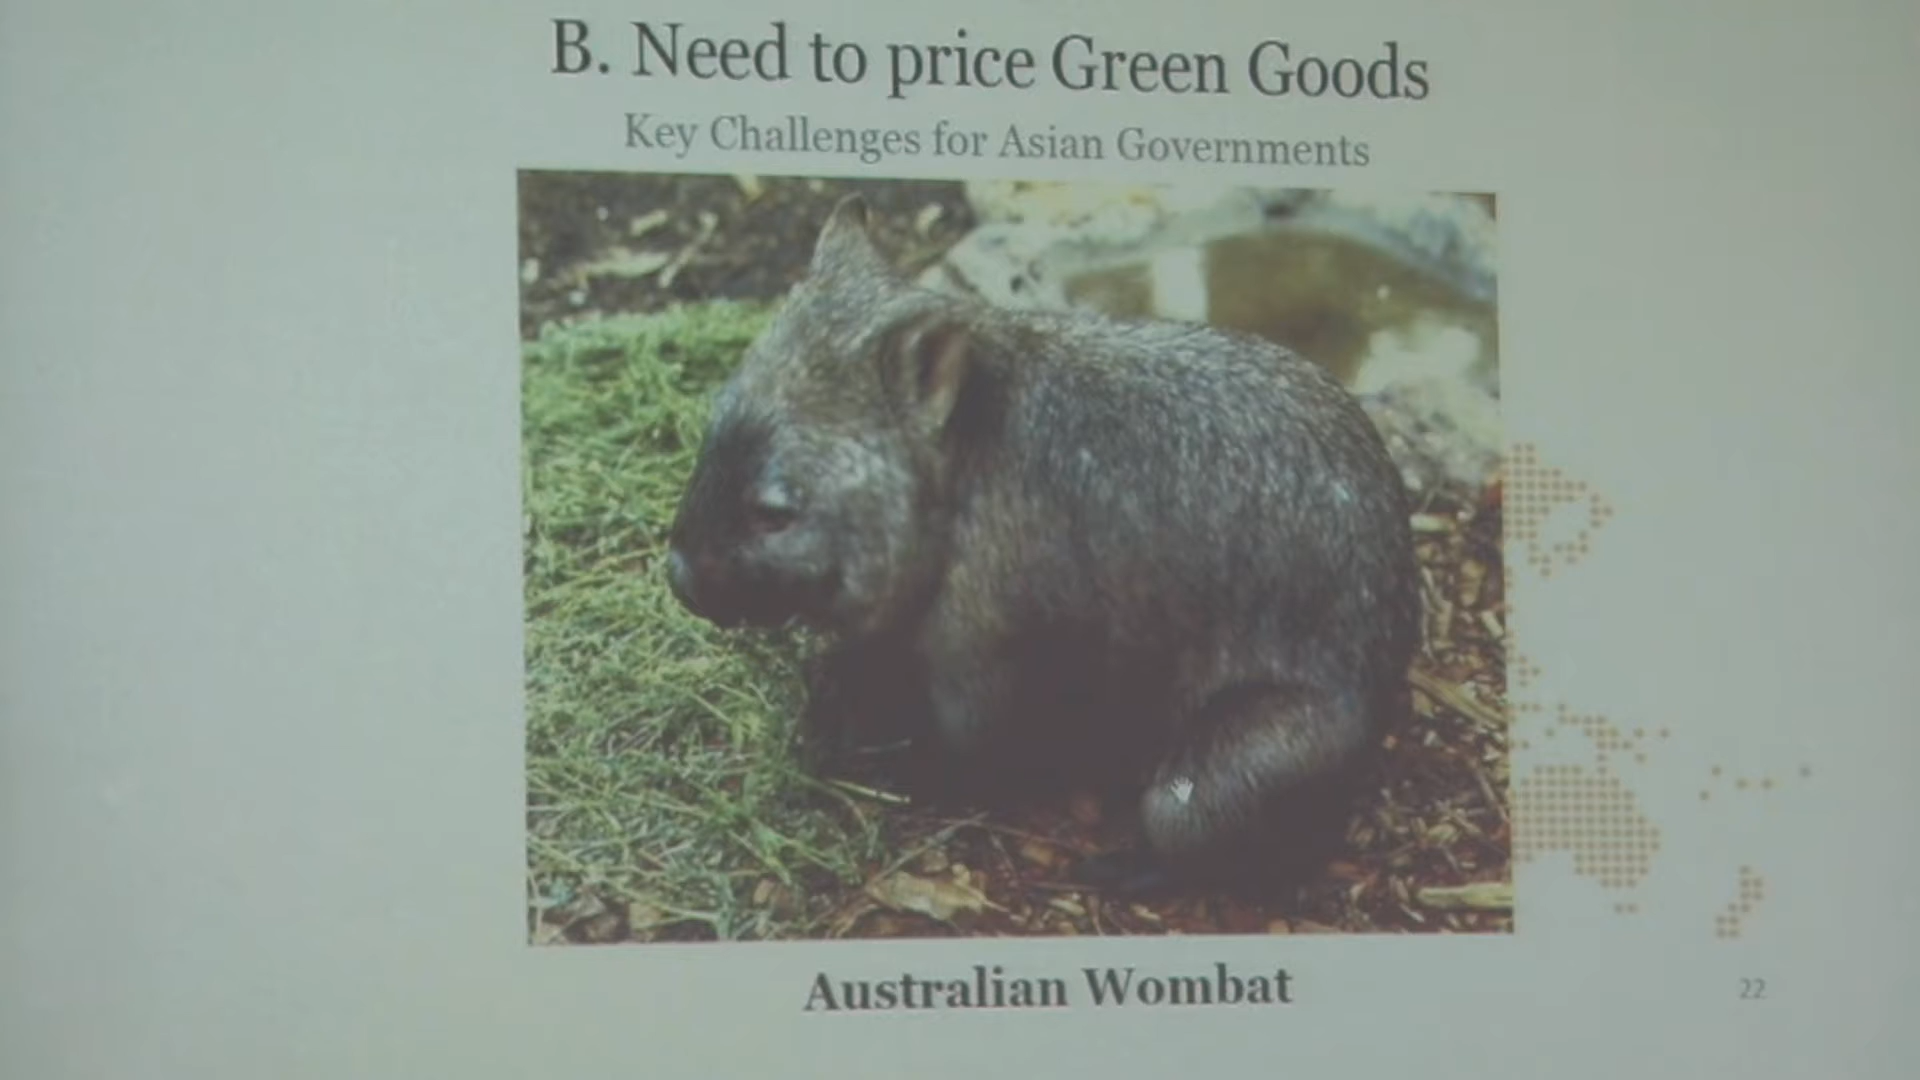 B. Need to price Green Goods
Key Challenges for Asian Governments
Australian Wombat
22